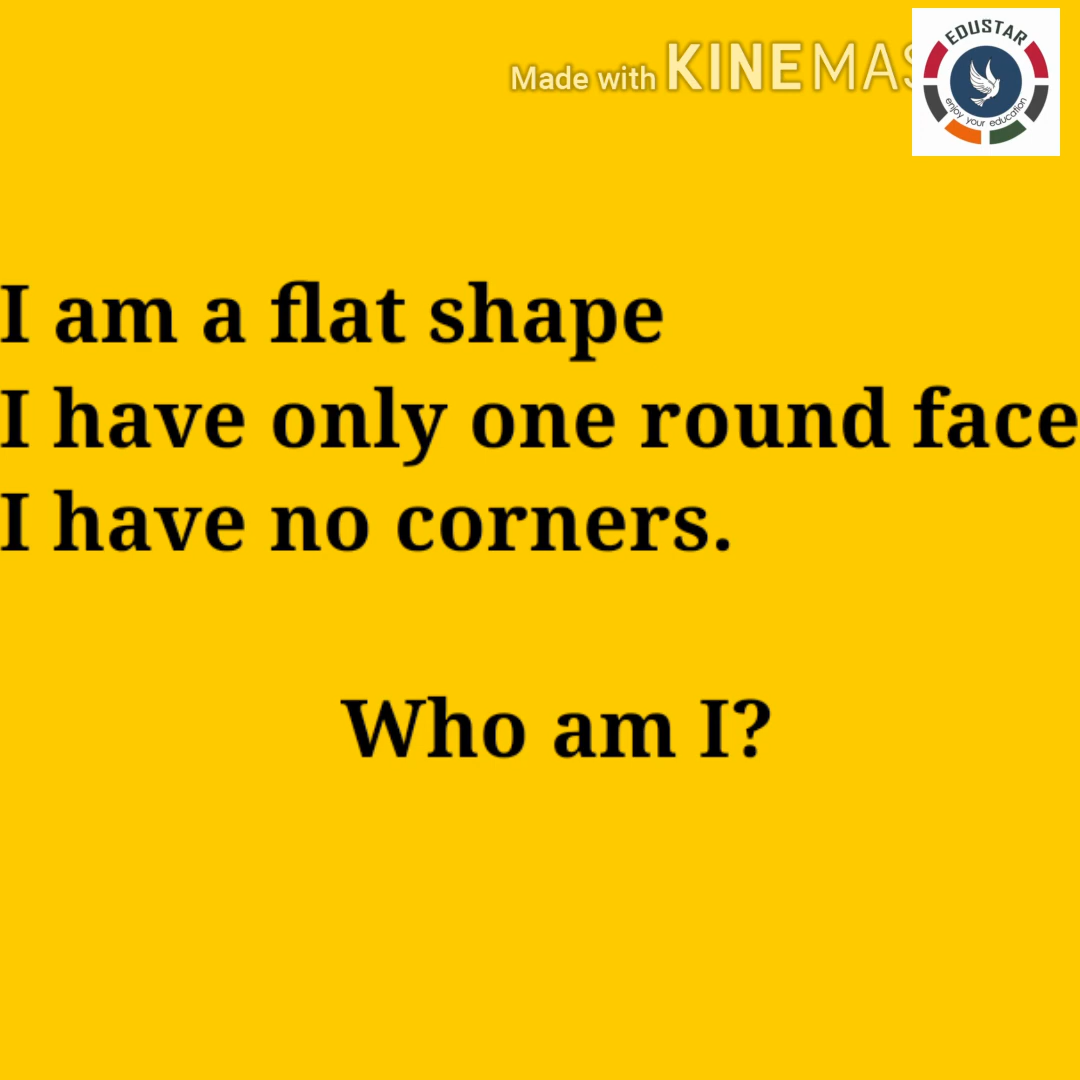 Made with KINEMAS
EDUSTAR
enjoy your education
I am a flat shape
I have only one round face
I have no corners.
Who am I?